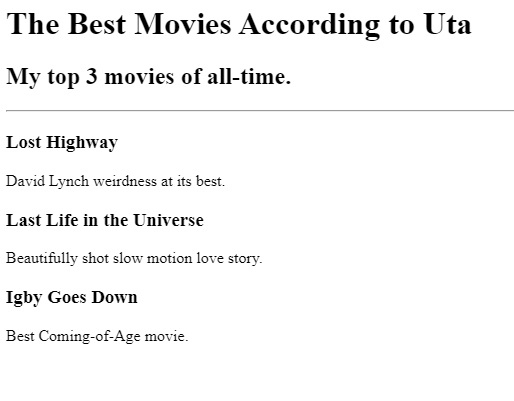 The Best Movies According to Uta
My top 3 movies of all-time.
Lost Highway
David Lynch weirdness at its best.
Last Life in the Universe
Beautifully shot slow motion love story.
Igby Goes Down
Best Coming-of-Age movie.